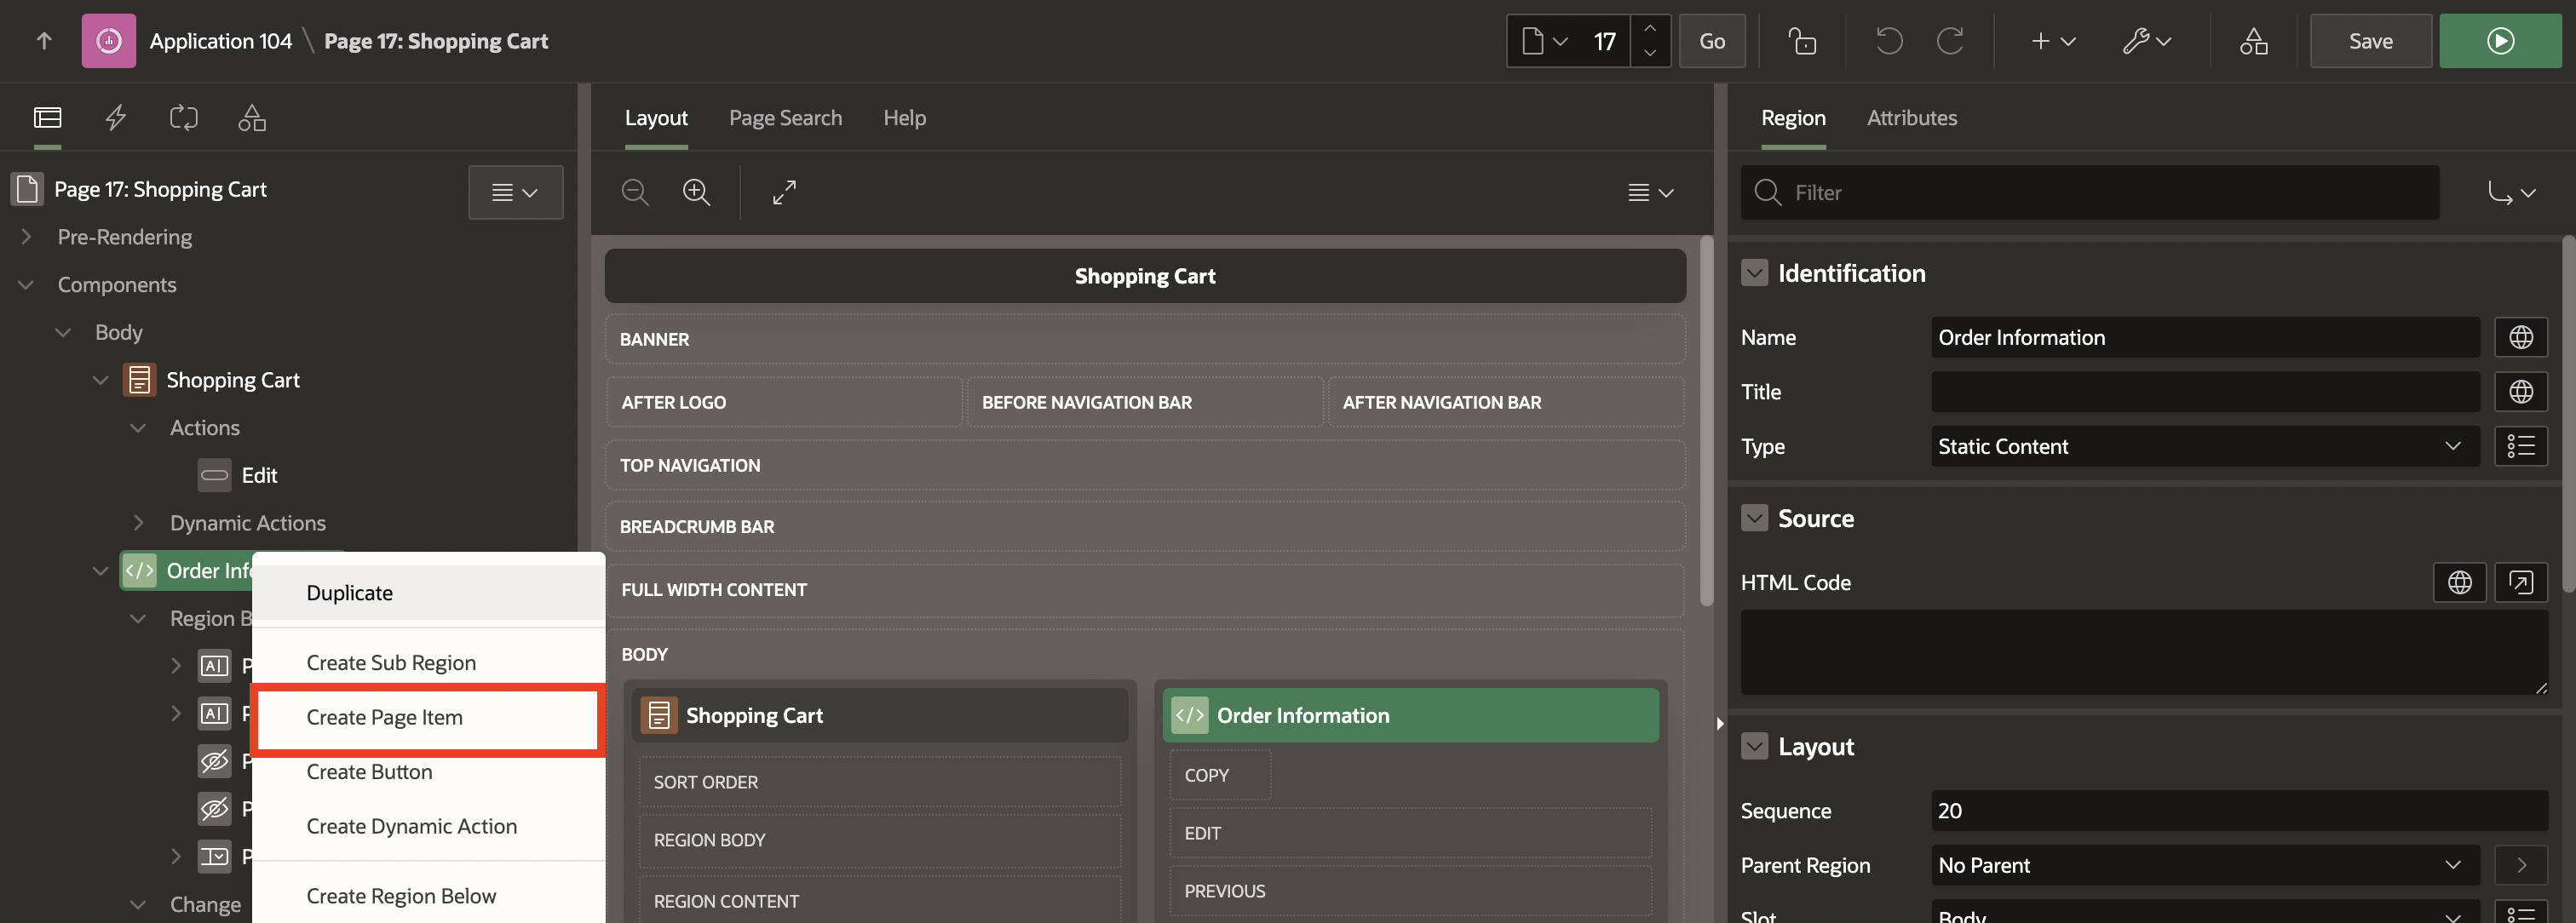 Application 104 \ Page 17: Shopping Cart
17
Go
Save
Page 17: Shopping Cart
Pre-Rendering
Components
Body
Shopping Cart
Actions
Edit
Dynamic Actions
Order Info
Region B
P
P
P
P
P
Change
Duplicate
Create Sub Region
Create Page Item
Create Button
Create Dynamic Action
Create Region Below
Layout Page Search Help
Shopping Cart
BANNER
AFTER LOGO BEFORE NAVIGATION BAR AFTER NAVIGATION BAR
TOP NAVIGATION
BREADCRUMB BAR
FULL WIDTH CONTENT
BODY
Shopping Cart
SORT ORDER
REGION BODY
REGION CONTENT
Order Information
COPY
EDIT
PREVIOUS
Region Attributes
Filter
Identification
Name Order Information
Title
Type Static Content
Source
HTML Code
Layout
Sequence 20
Parent Region No Parent
Slot Body